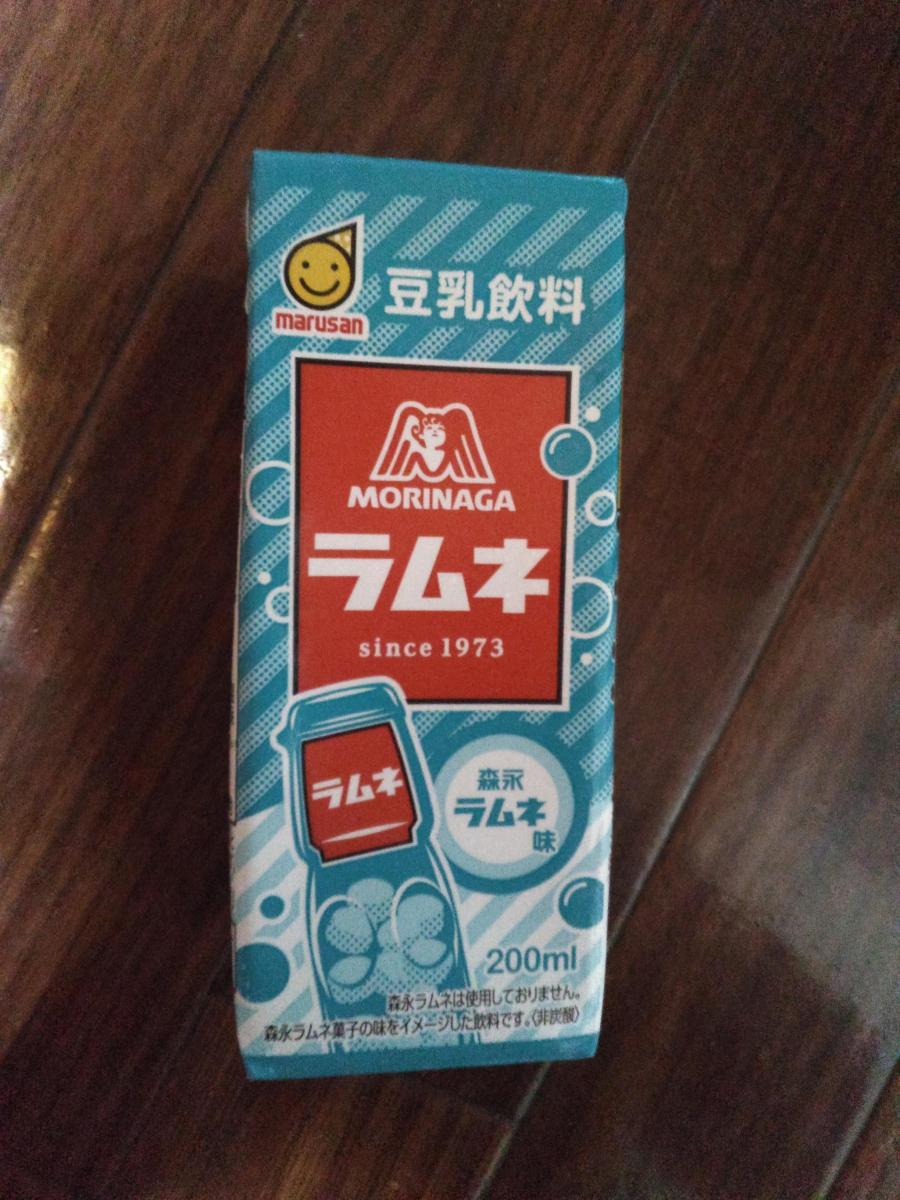 marusan
豆乳飲料
MORINAGA
ラムネ
since 1973
ラムネ
森永
ラムネ
味
200ml
森永ラムネは使用しておりません。
森永ラムネ菓子の味をイメージした飲料です。〈非炭酸〉